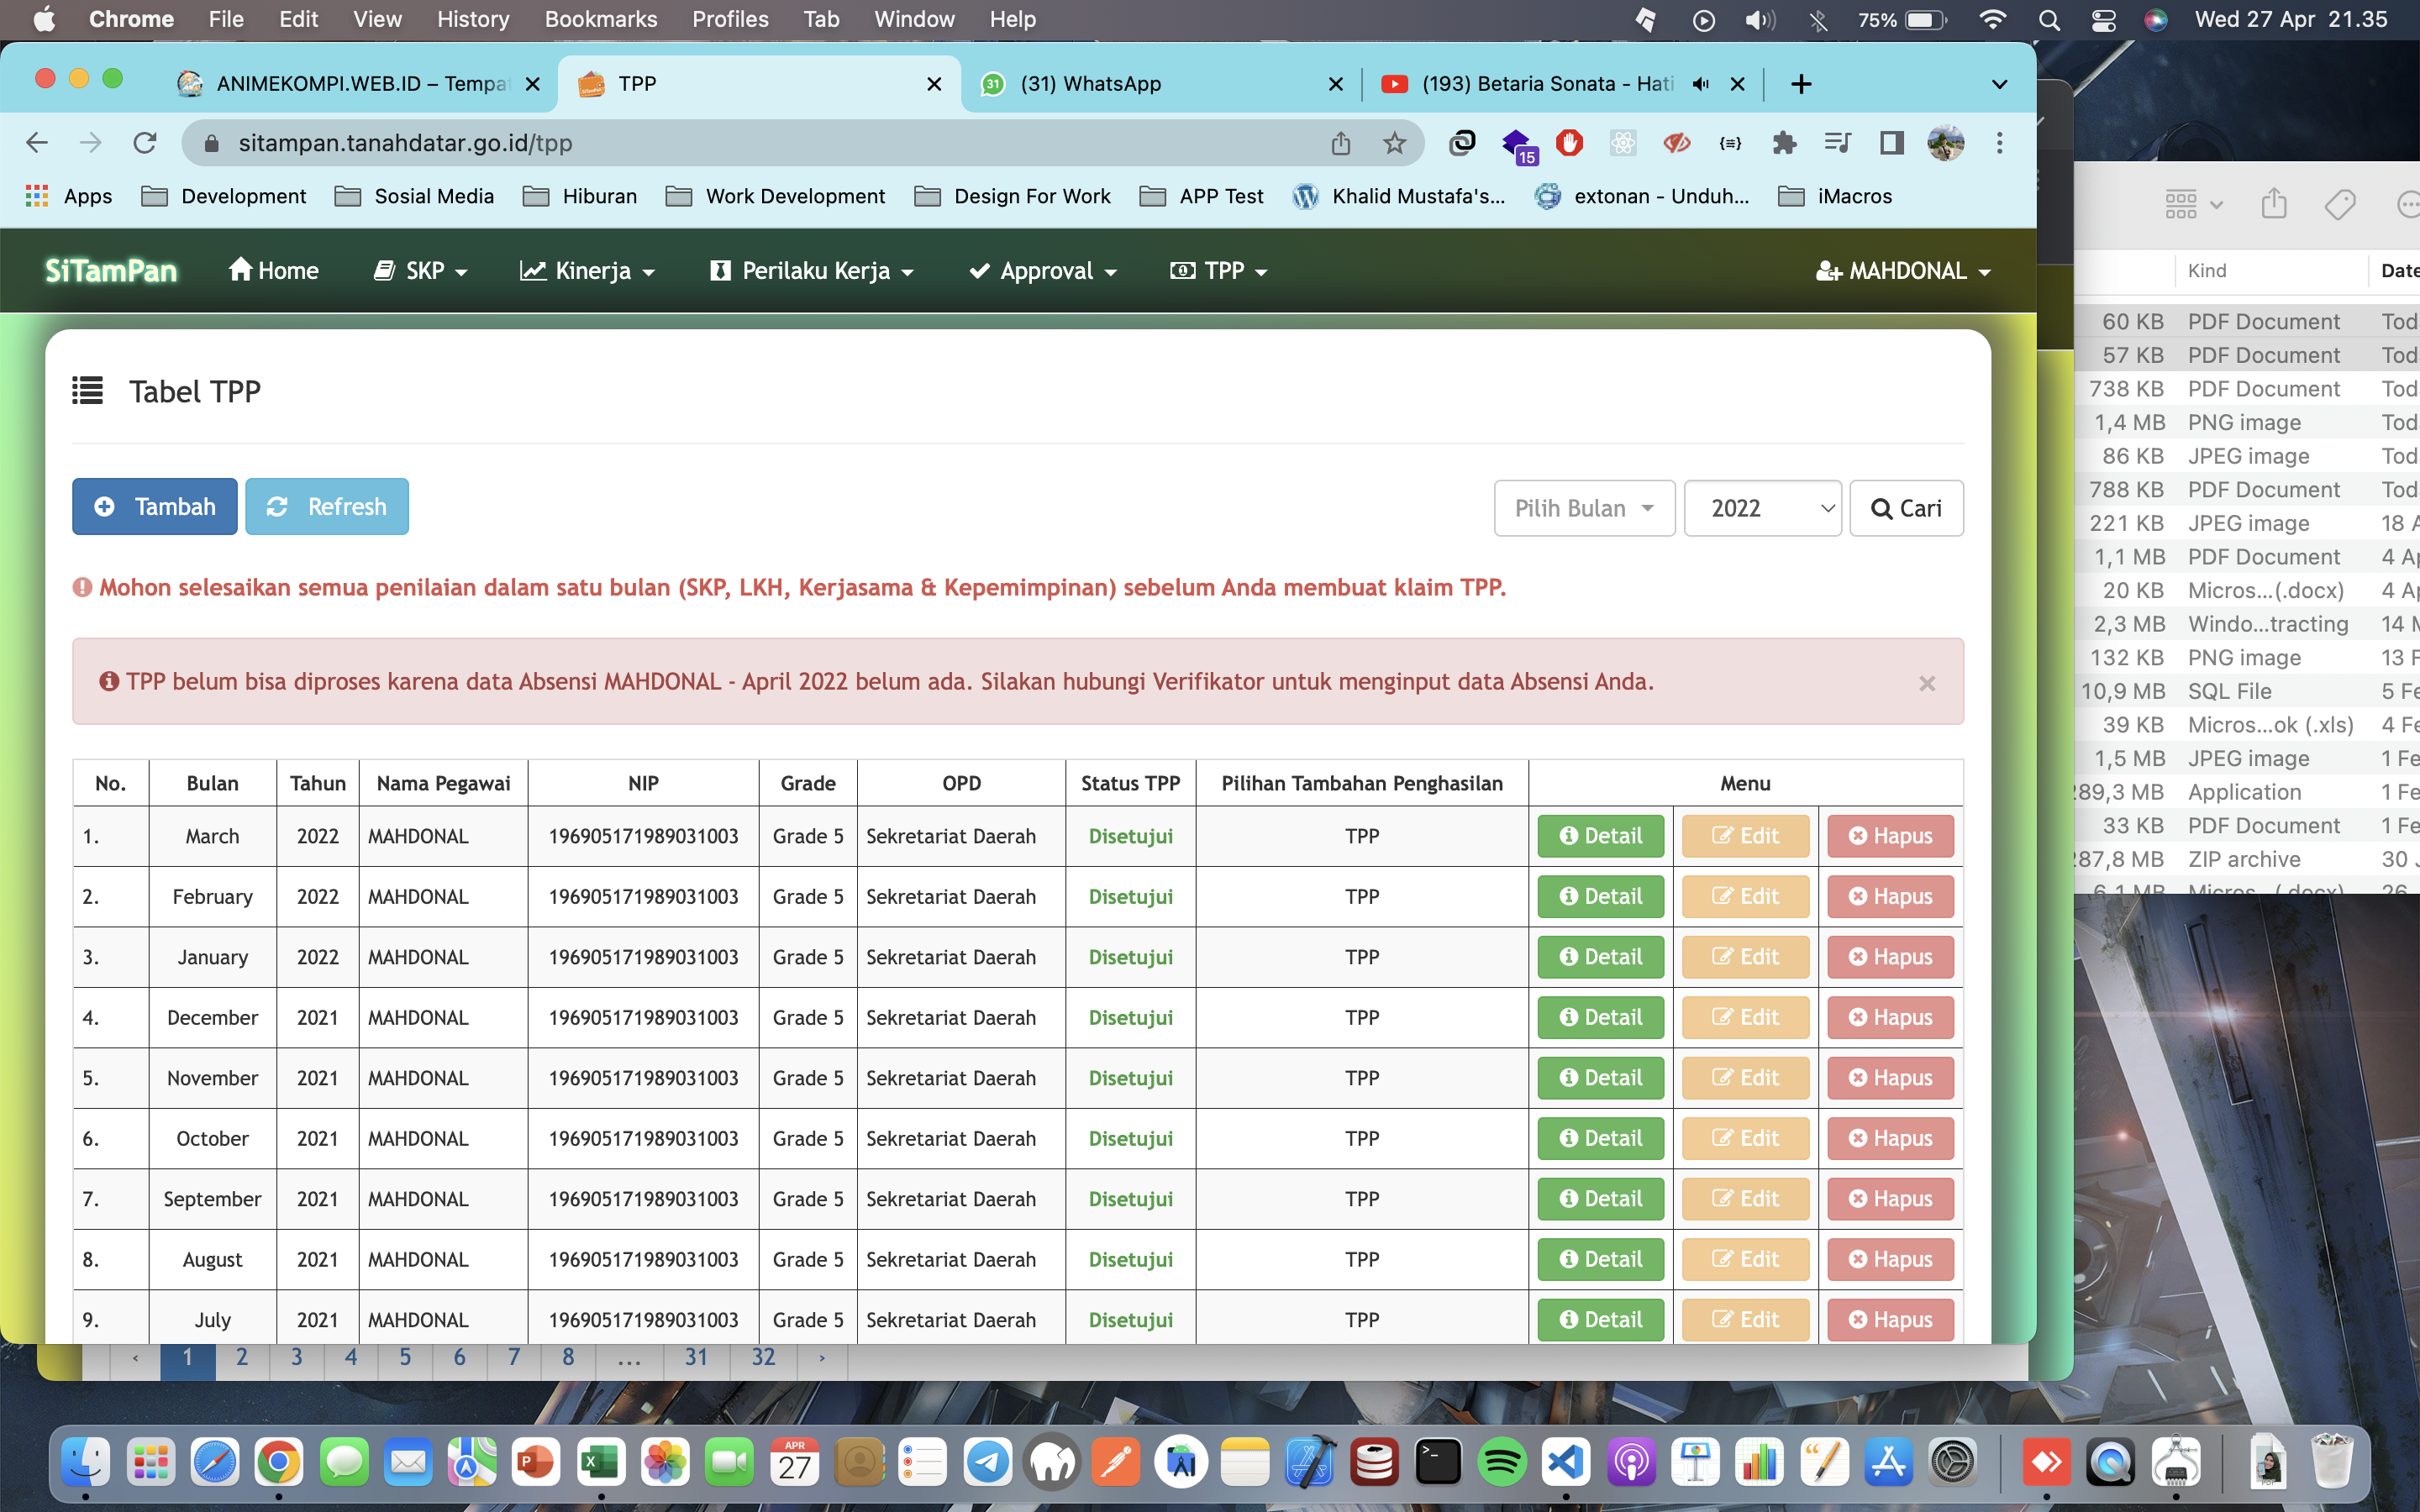 Chrome File Edit View History Bookmarks Profiles Tab Window Help 75% Wed 27 Apr 21.35
ANIMEKOMPI.WEB.ID – Tempa TPP (31) WhatsApp (193) Betaria Sonata - Hati
sitampan.tanahdatar.go.id/tpp 15
Apps Development Sosial Media Hiburan Work Development Design For Work APP Test Khalid Mustafa's... extonan - Unduh... iMacros
SiTamPan Home SKP Kinerja Perilaku Kerja Approval TPP MAHDONAL
Tabel TPP
Tambah Refresh Pilih Bulan 2022 Cari
Mohon selesaikan semua penilaian dalam satu bulan (SKP, LKH, Kerjasama & Kepemimpinan) sebelum Anda membuat klaim TPP.
TPP belum bisa diproses karena data Absensi MAHDONAL - April 2022 belum ada. Silakan hubungi Verifikator untuk menginput data Absensi Anda. ×
No. Bulan Tahun Nama Pegawai NIP Grade OPD Status TPP Pilihan Tambahan Penghasilan Menu
1. March 2022 MAHDONAL 196905171989031003 Grade 5 Sekretariat Daerah Disetujui TPP Detail Edit Hapus
2. February 2022 MAHDONAL 196905171989031003 Grade 5 Sekretariat Daerah Disetujui TPP Detail Edit Hapus
3. January 2022 MAHDONAL 196905171989031003 Grade 5 Sekretariat Daerah Disetujui TPP Detail Edit Hapus
4. December 2021 MAHDONAL 196905171989031003 Grade 5 Sekretariat Daerah Disetujui TPP Detail Edit Hapus
5. November 2021 MAHDONAL 196905171989031003 Grade 5 Sekretariat Daerah Disetujui TPP Detail Edit Hapus
6. October 2021 MAHDONAL 196905171989031003 Grade 5 Sekretariat Daerah Disetujui TPP Detail Edit Hapus
7. September 2021 MAHDONAL 196905171989031003 Grade 5 Sekretariat Daerah Disetujui TPP Detail Edit Hapus
8. August 2021 MAHDONAL 196905171989031003 Grade 5 Sekretariat Daerah Disetujui TPP Detail Edit Hapus
9. July 2021 MAHDONAL 196905171989031003 Grade 5 Sekretariat Daerah Disetujui TPP Detail Edit Hapus
‹ 1 2 3 4 5 6 7 8 ... 31 32 ›
Kind Date
60 KB PDF Document Tod
57 KB PDF Document Tod
738 KB PDF Document Tod
1,4 MB PNG image Tod
86 KB JPEG image Tod
788 KB PDF Document Tod
221 KB JPEG image 18 A
1,1 MB PDF Document 4 Ap
20 KB Micros...(.docx) 4 Ap
2,3 MB Windo...tracting 14 M
132 KB PNG image 13 F
10,9 MB SQL File 5 Fe
39 KB Micros...ok (.xls) 4 Fe
1,5 MB JPEG image 1 Fe
289,3 MB Application 1 Fe
33 KB PDF Document 1 Fe
287,8 MB ZIP archive 30 J
6,1 MB Micros...(.docx) 26
APR
27